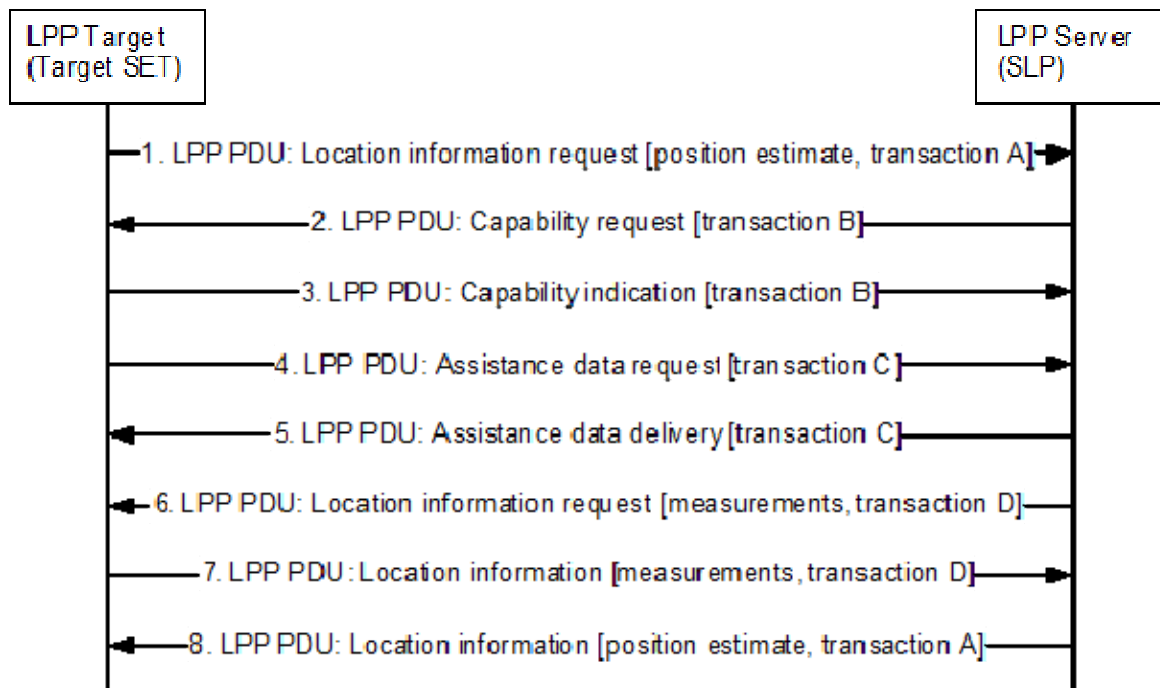 LPP Target
(Target SET)
LPP Server
(SLP)
1. LPP PDU: Location information request [position estimate, transaction A]
2. LPP PDU: Capability request [transaction B]
3. LPP PDU: Capability indication [transaction B]
4. LPP PDU: Assistance data request [transaction C]
5. LPP PDU: Assistance data delivery [transaction C]
6. LPP PDU: Location information request [measurements, transaction D]
7. LPP PDU: Location information [measurements, transaction D]
8. LPP PDU: Location information [position estimate, transaction A]